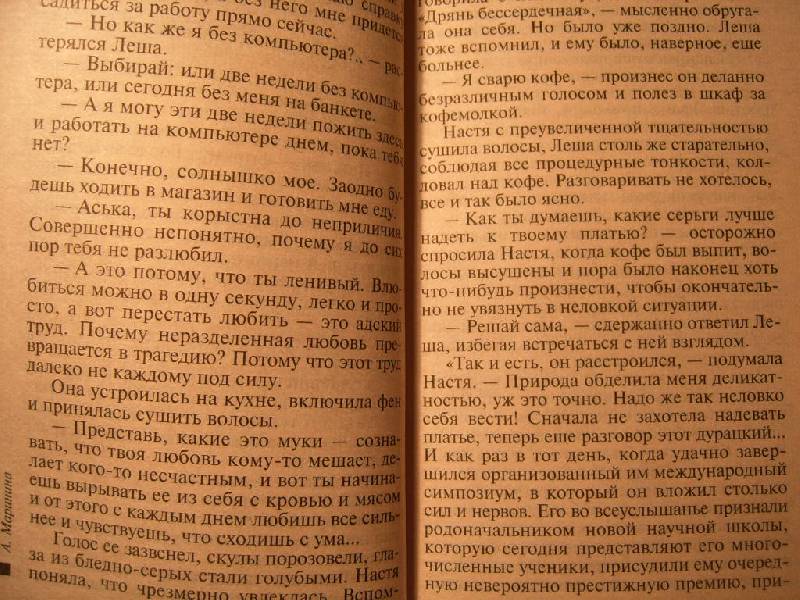 без него мне придется
садиться за работу прямо сейчас.
— Но как же я без компьютера?.. — рас-
терялся Леша.
— Выбирай: или две недели без компью-
тера, или сегодня без меня на банкете.
— А я могу эти две недели пожить здесь
и работать на компьютере днем, пока тебя
нет?
— Конечно, солнышко мое. Заодно бу-
дешь ходить в магазин и готовить мне еду.
— Аська, ты корыстна до неприличия.
Совершенно непонятно, почему я до сих
пор тебя не разлюбил.
— А это потому, что ты ленивый. Влю-
биться можно в одну секунду, легко и про-
сто, а вот перестать любить — это адский
труд. Почему неразделенная любовь пре-
вращается в трагедию? Потому что этот труд
далеко не каждому под силу.
Она устроилась на кухне, включила фен
и принялась сушить волосы.
— Представь, какие это муки — созна-
вать, что твоя любовь кому-то мешает, де-
лает кого-то несчастным, и вот ты начина-
ешь вырывать ее из себя с кровью и мясом
и от этого с каждым днем любишь все силь-
нее и чувствуешь, что сходишь с ума...
Голос ее зазвенел, скулы порозовели, гла-
за из бледно-серых стали голубыми. Настя
поняла, что чрезмерно увлеклась. Вспом-
А. Маринина
«Дрянь бессердечная», — мысленно обруга-
ла она себя. Но было уже поздно. Леша
тоже вспомнил, и ему было, наверное, еще
больнее.
— Я сварю кофе, — произнес он деланно
безразличным голосом и полез в шкаф за
кофемолкой.
Настя с преувеличенной тщательностью
сушила волосы, Леша столь же старательно,
соблюдая все процедурные тонкости, кол-
довал над кофе. Разговаривать не хотелось,
все и так было ясно.
— Как ты думаешь, какие серьги лучше
надеть к твоему платью? — осторожно
спросила Настя, когда кофе был выпит, во-
лосы высушены и пора было наконец хоть
что-нибудь произнести, чтобы окончатель-
но не увязнуть в неловкой ситуации.
— Решай сама, — сдержанно ответил Ле-
ша, избегая встречаться с ней взглядом.
«Так и есть, он расстроился, — подумала
Настя. — Природа обделила меня деликат-
ностью, уж это точно. Надо же так неловко
себя вести! Сначала не захотела надевать
платье, теперь еще разговор этот дурацкий...
И как раз в тот день, когда удачно завер-
шился организованный им международный
симпозиум, в который он вложил столько
сил и нервов. Его во всеуслышанье признали
родоначальником новой научной школы,
которую сегодня представляют его много-
численные ученики, присудили ему очеред-
ную невероятно престижную премию, при-